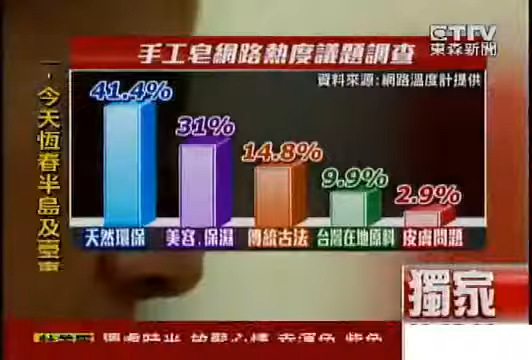 ETTV
東森新聞
手工皂網路熱度議題調查
資料來源:網路溫度計提供
41.4%
31%
14.8%
9.9%
2.9%
天然環保
美容.保濕
傳統古法
台灣在地原料
皮膚問題
今天恆春半島及臺東
獨家